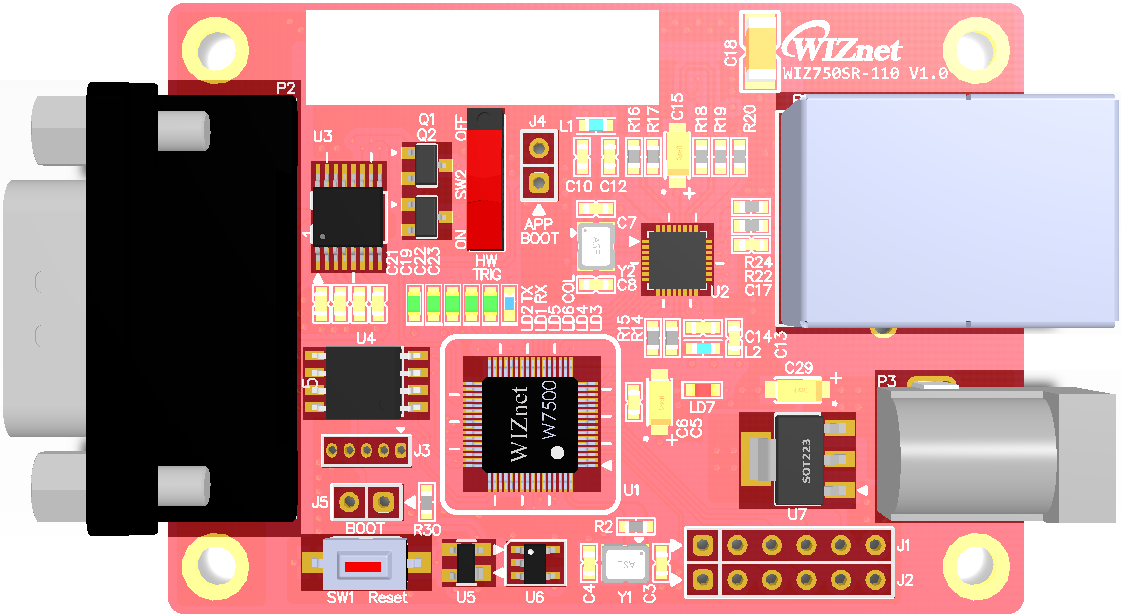 WIZnet
WIZ750SR-110 V1.0
C18
P2
U3
Q1
Q2
OFF
SW2
ON
HW
TRIG
J4
APP
BOOT
L1
C10
C12
R16
R17
C15
R18
R19
R20
C7
Y2
C8
U2
R24
R22
C17
C21
C19
C22
C23
LD2 TX
LD1 RX
LD5
LD6 COL
LD4
LD3
R15
R14
C14
L2
C13
U4
J3
WIZnet
W7500
U1
C6
C5
LD7
C29
P3
SOT223
U7
J5
BOOT
R30
SW1
Reset
U5
U6
R2
C4
Y1
C3
J1
J2